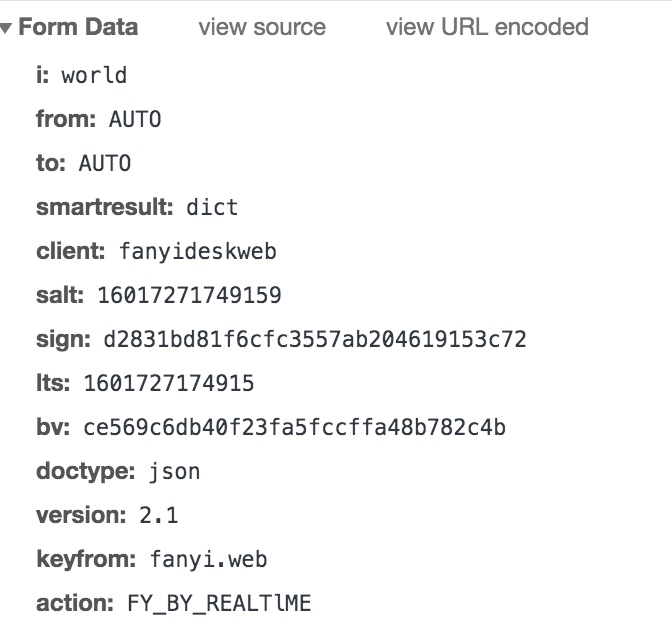 Form Data view source view URL encoded
i: world
from: AUTO
to: AUTO
smartresult: dict
client: fanyideskweb
salt: 16017271749159
sign: d2831bd81f6cfc3557ab204619153c72
lts: 1601727174915
bv: ce569c6db40f23fa5fccffa48b782c4b
doctype: json
version: 2.1
keyfrom: fanyi.web
action: FY_BY_REALTlME